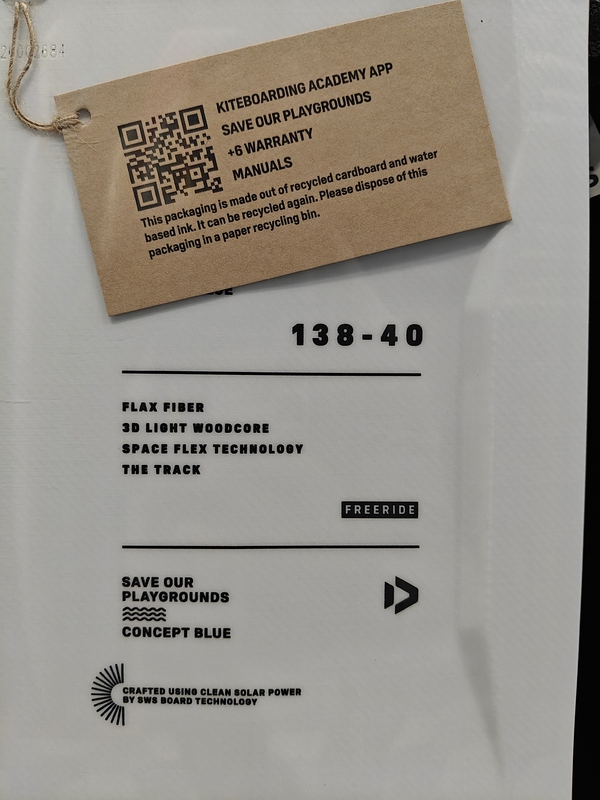 KITEBOARDING ACADEMY APP
SAVE OUR PLAYGROUNDS
+6 WARRANTY
MANUALS
This packaging is made out of recycled cardboard and water
based ink. It can be recycled again. Please dispose of this
packaging in a paper recycling bin.
138-40
FLAX FIBER
3D LIGHT WOODCORE
SPACE FLEX TECHNOLOGY
THE TRACK
FREERIDE
SAVE OUR
PLAYGROUNDS
CONCEPT BLUE
CRAFTED USING CLEAN SOLAR POWER
BY SWS BOARD TECHNOLOGY